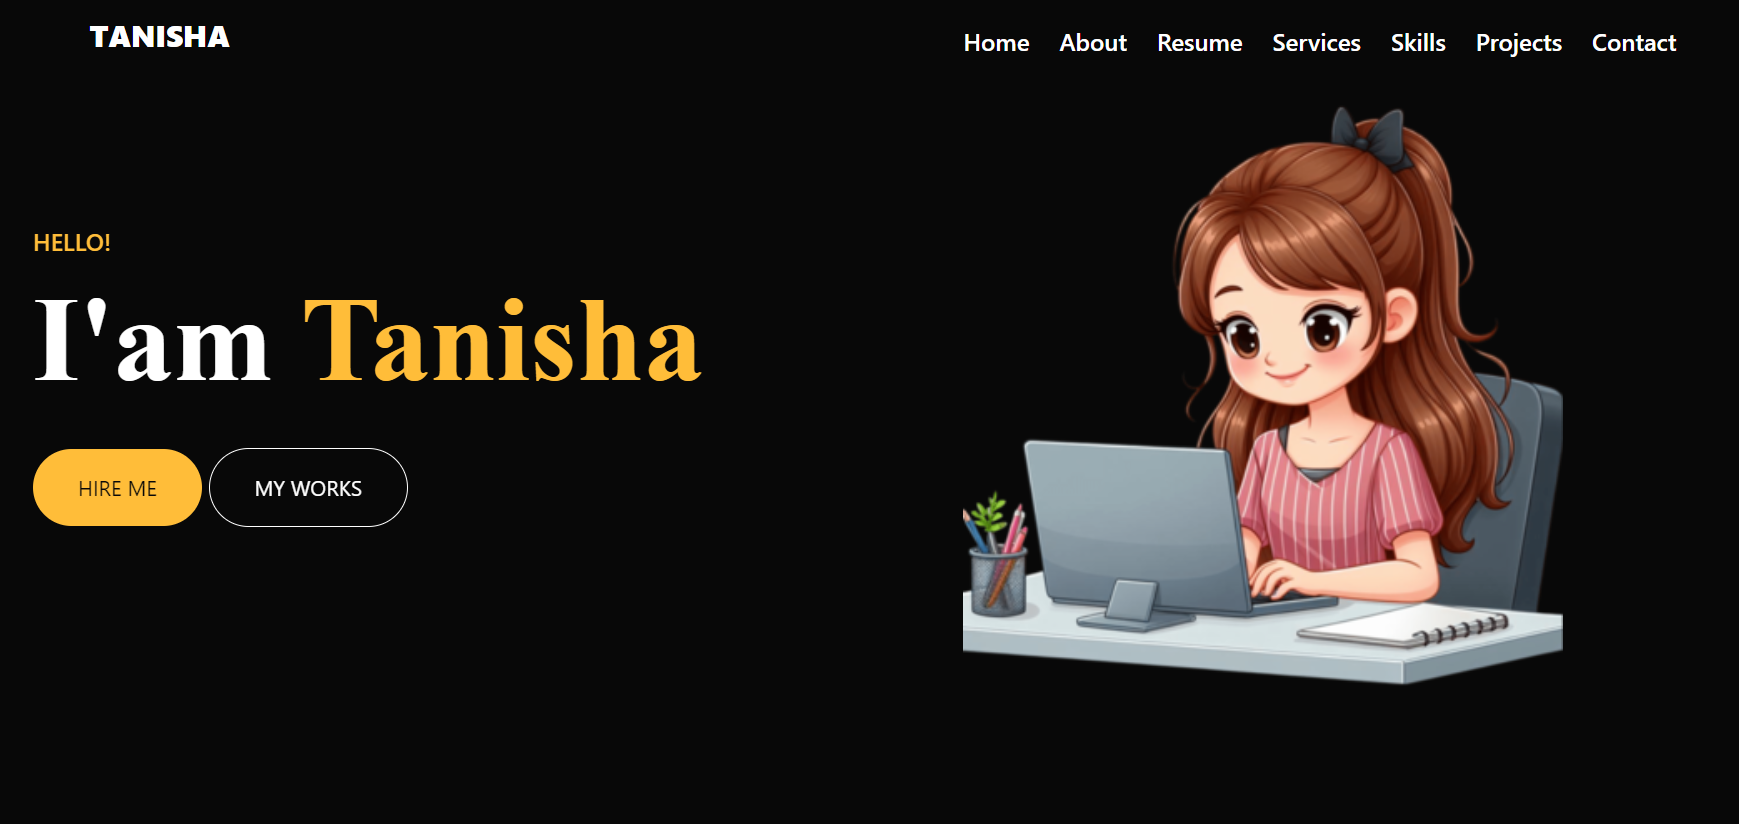 TANISHA
Home About Resume Services Skills Projects Contact
HELLO!
I'am Tanisha
HIRE ME MY WORKS